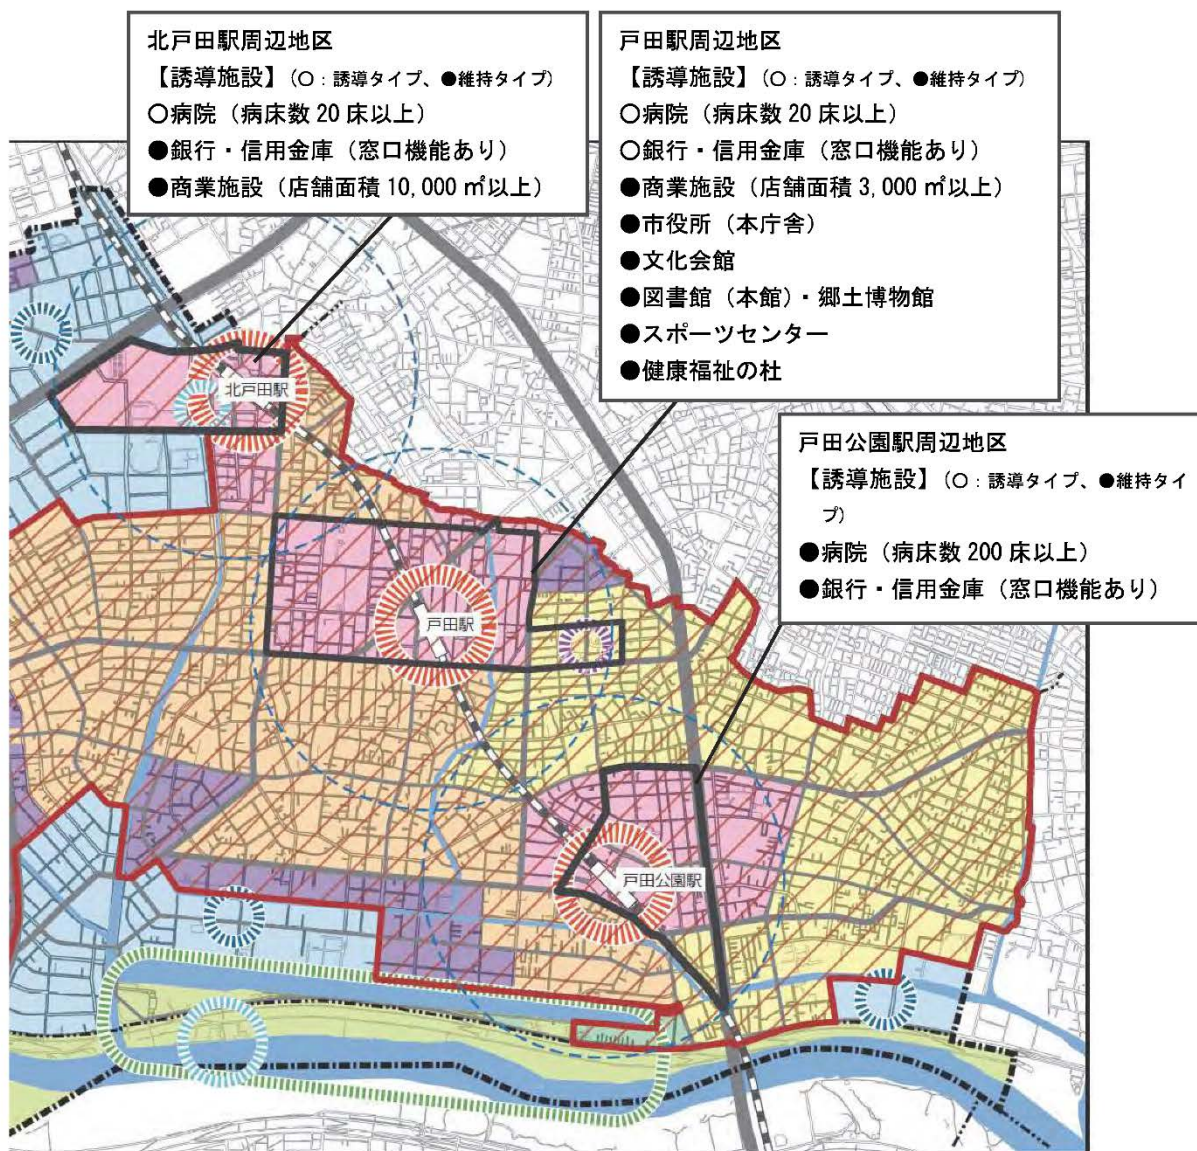 北戸田駅周辺地区
【誘導施設】（○：誘導タイプ、●維持タイプ）
○病院（病床数 20 床以上）
●銀行・信用金庫（窓口機能あり）
●商業施設（店舗面積 10,000 ㎡以上）
戸田駅周辺地区
【誘導施設】（○：誘導タイプ、●維持タイプ）
○病院（病床数 20 床以上）
○銀行・信用金庫（窓口機能あり）
●商業施設（店舗面積 3,000 ㎡以上）
●市役所（本庁舎）
●文化会館
●図書館（本館）・郷土博物館
●スポーツセンター
●健康福祉の杜
戸田公園駅周辺地区
【誘導施設】（○：誘導タイプ、●維持タイ
プ）
●病院（病床数 200 床以上）
●銀行・信用金庫（窓口機能あり）
北戸田駅
戸田駅
戸田公園駅